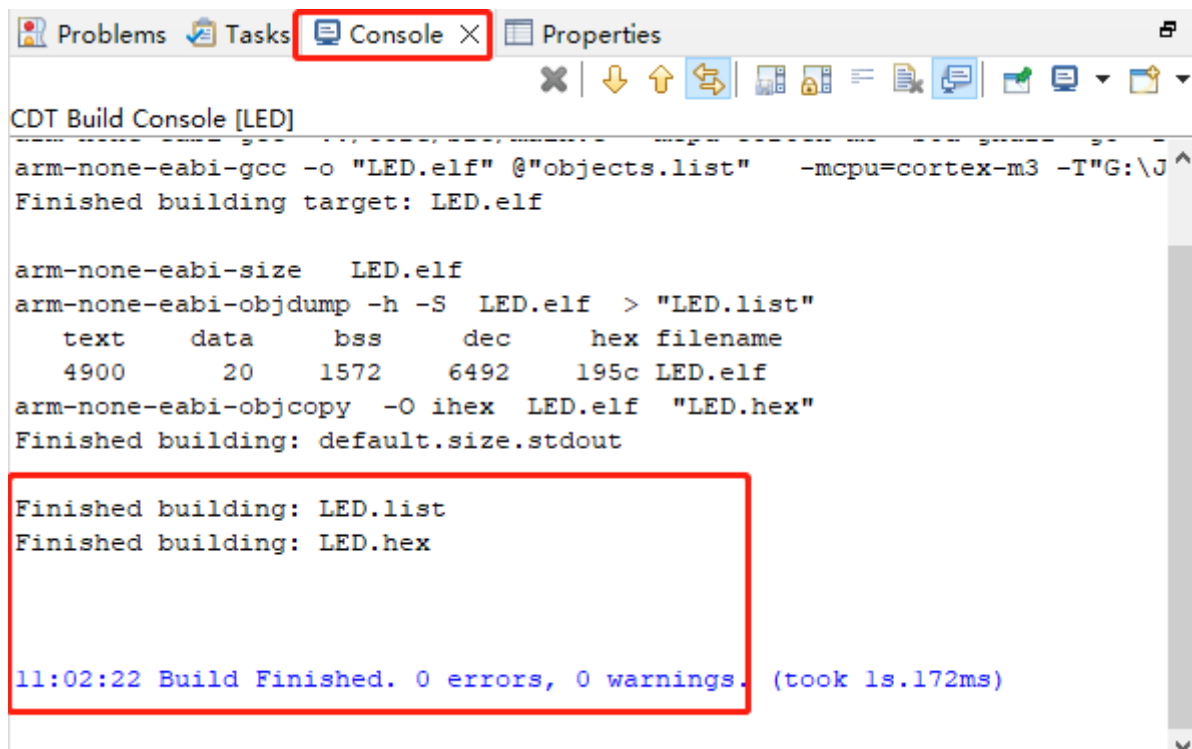 Problems Tasks Console Properties
CDT Build Console [LED]
arm-none-eabi-gcc -o "LED.elf" @"objects.list" -mcpu=cortex-m3 -T"G:\J
Finished building target: LED.elf
arm-none-eabi-size LED.elf
arm-none-eabi-objdump -h -S LED.elf > "LED.list"
text data bss dec hex filename
4900 20 1572 6492 195c LED.elf
arm-none-eabi-objcopy -O ihex LED.elf "LED.hex"
Finished building: default.size.stdout
Finished building: LED.list
Finished building: LED.hex
11:02:22 Build Finished. 0 errors, 0 warnings. (took 1s.172ms)